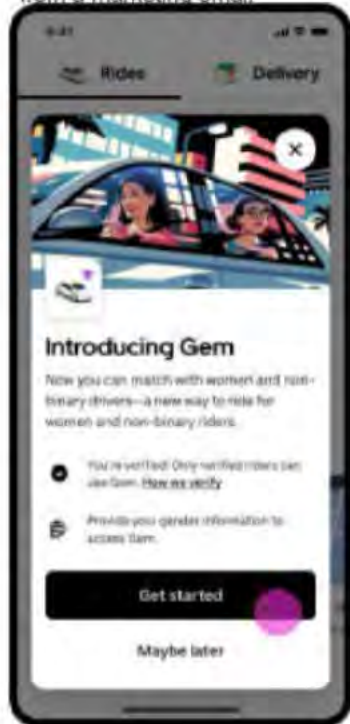 9:41
Rides Delivery
Introducing Gem
Now you can match with women and non-
binary drivers—a new way to ride for
women and non-binary riders.
You're verified! Only verified riders can
use Gem. How we verify
Provide your gender information to
access Gem.
Get started
Maybe later